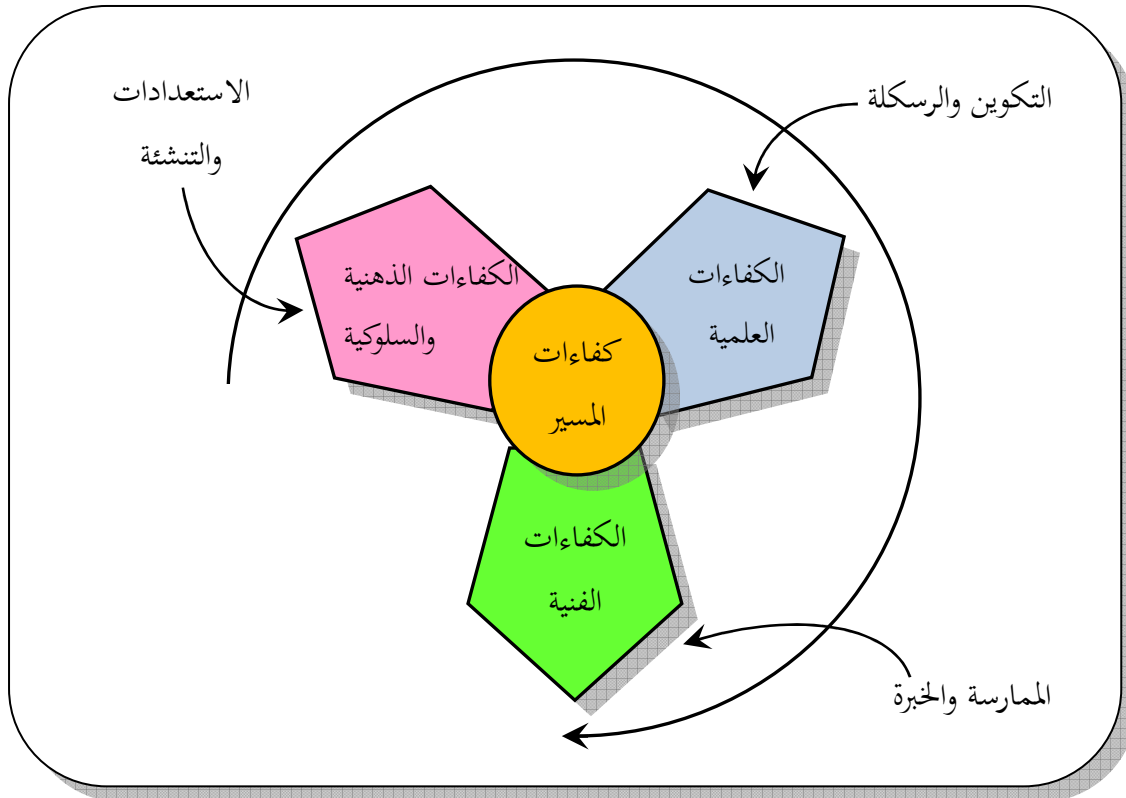 التكوين والرسكلة
الاستعدادات
والتنشئة
الكفاءات
العلمية
الكفاءات الذهنية
والسلوكية
كفاءات
المسير
الكفاءات
الفنية
الممارسة والخبرة